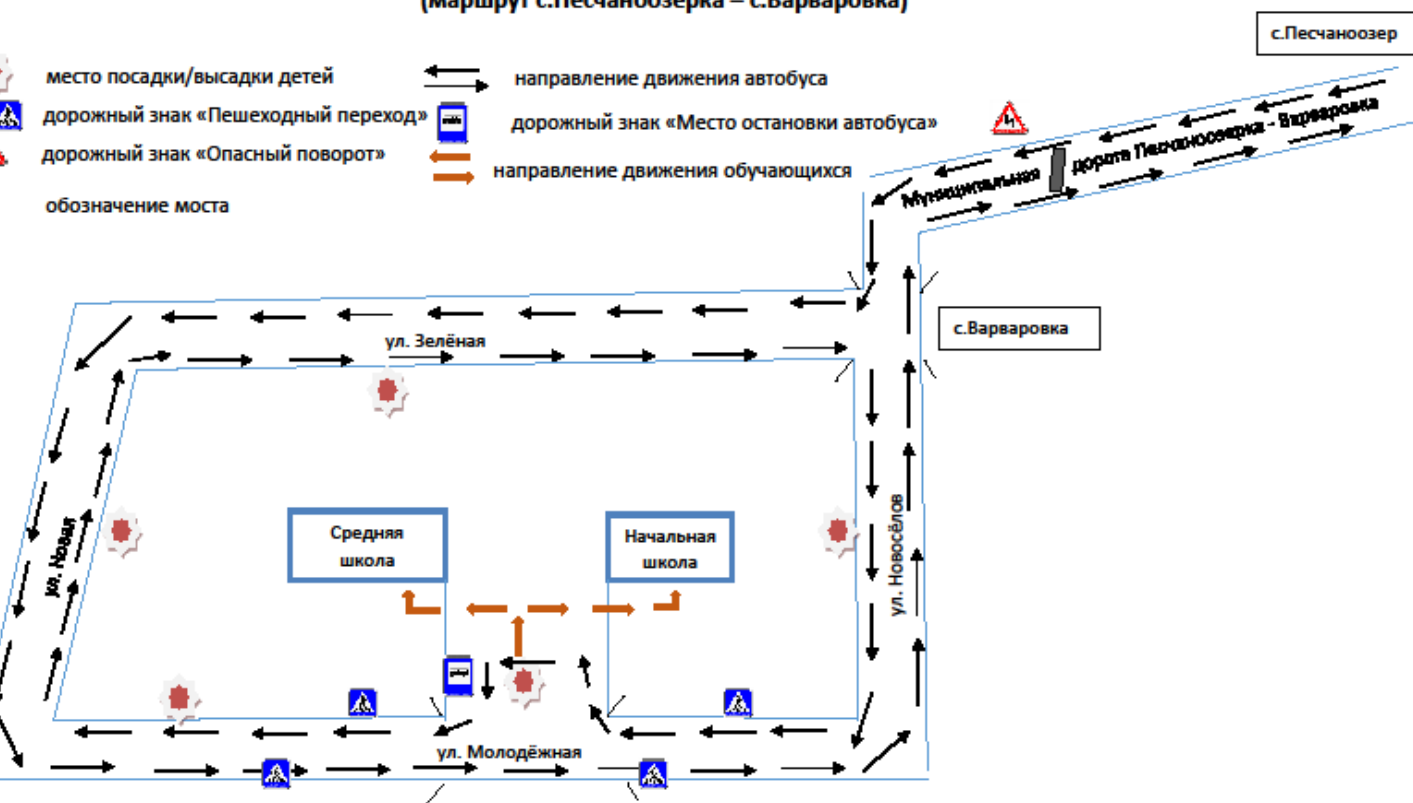 (Маршрут с.Песчаноозерка – с.Варваровка)
с.Песчаноозер
место посадки/высадки детей
направление движения автобуса
дорожный знак «Пешеходный переход»
дорожный знак «Место остановки автобуса»
дорожный знак «Опасный поворот»
направление движения обучающихся
обозначение моста
Муниципальная дорога Песчаноозерка - Варваровка
с.Варваровка
ул. Зелёная
ул. Новая
Средняя
школа
Начальная
школа
ул. Новосёлов
ул. Молодёжная